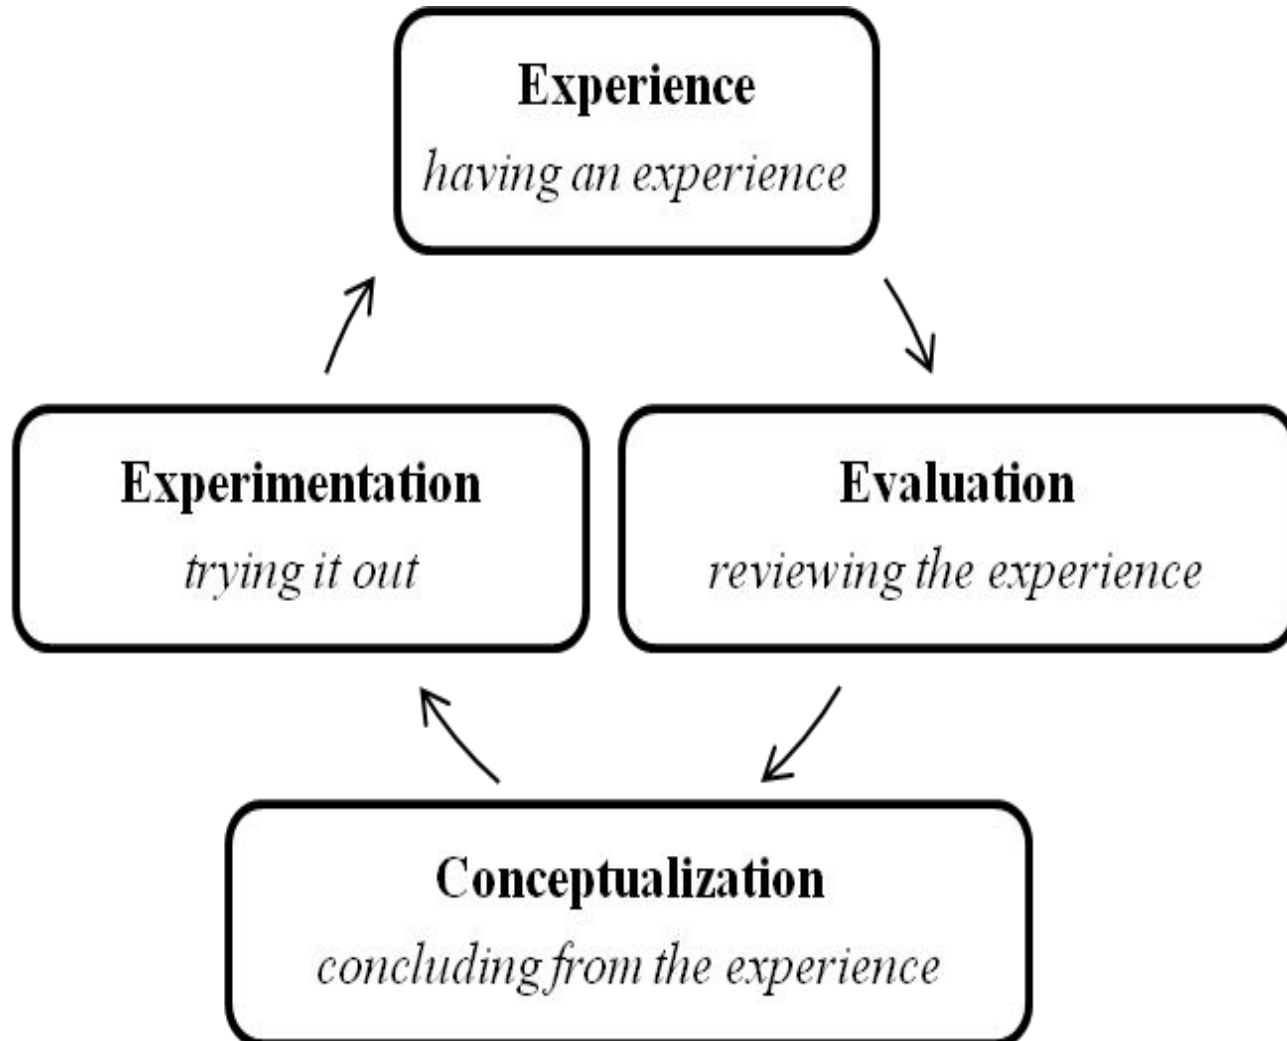 Experience
having an experience
Experimentation
trying it out
Evaluation
reviewing the experience
Conceptualization
concluding from the experience